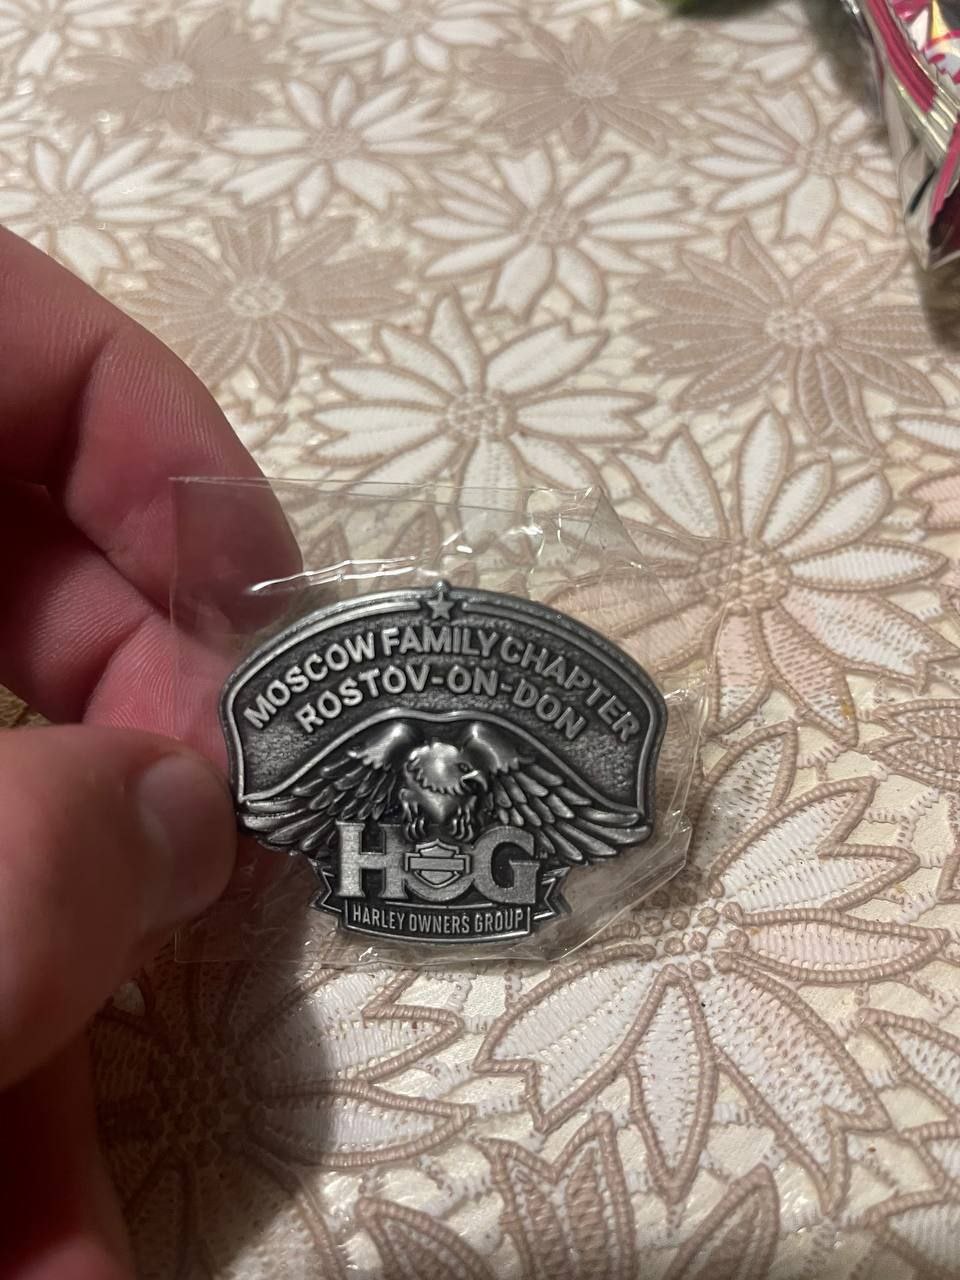 MOSCOW FAMILY CHAPTER
ROSTOV-ON-DON
HOG
HARLEY OWNERS GROUP